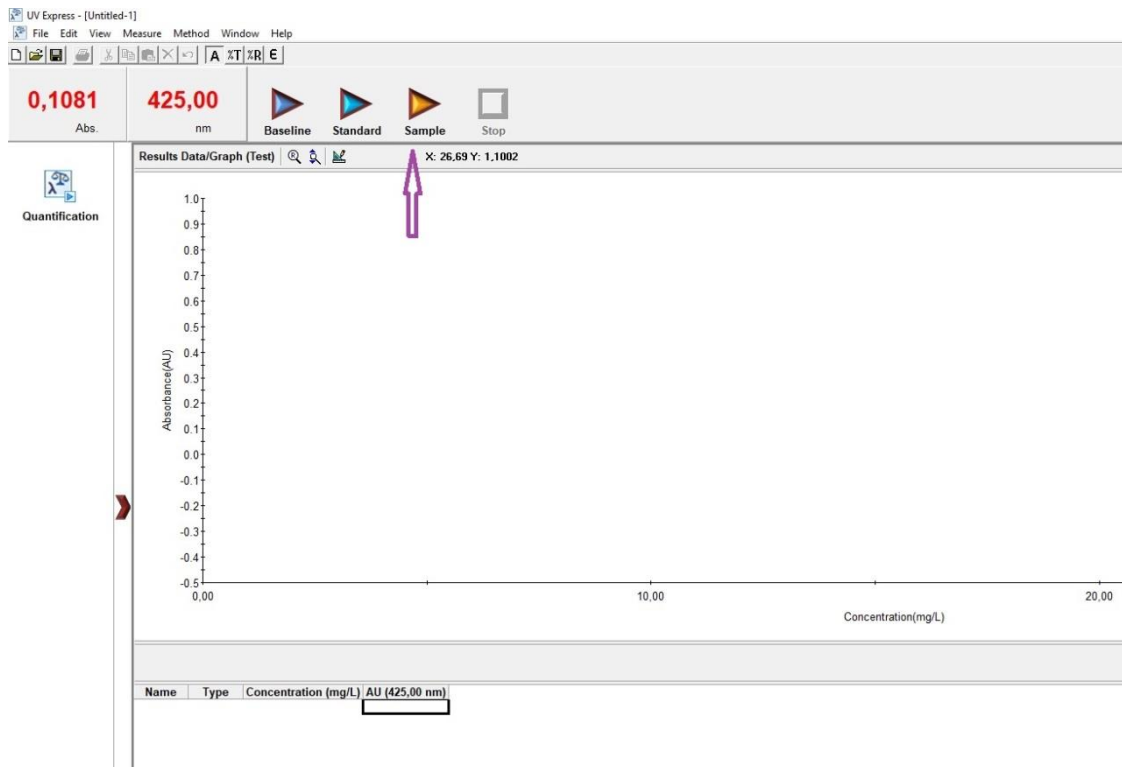 UV Express - [Untitled-1]
File Edit View Measure Method Window Help
A %T %R E
0,1081 425,00
Abs. nm Baseline Standard Sample Stop
Results Data/Graph (Test) X: 26,69 Y: 1,1002
Quantification
1.0
0.9
0.8
0.7
0.6
0.5
0.4
0.3
0.2
0.1
0.0
-0.1
-0.2
-0.3
-0.4
-0.5
Absorbance(AU)
0,00 10,00 20,00
Concentration(mg/L)
Name Type Concentration (mg/L) AU (425,00 nm)